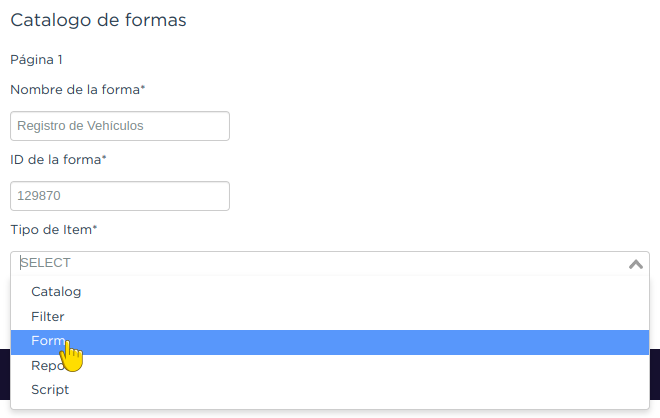 Catalogo de formas
Página 1
Nombre de la forma*
Registro de Vehículos
ID de la forma*
129870
Tipo de Item*
SELECT
Catalog
Filter
Form
Script